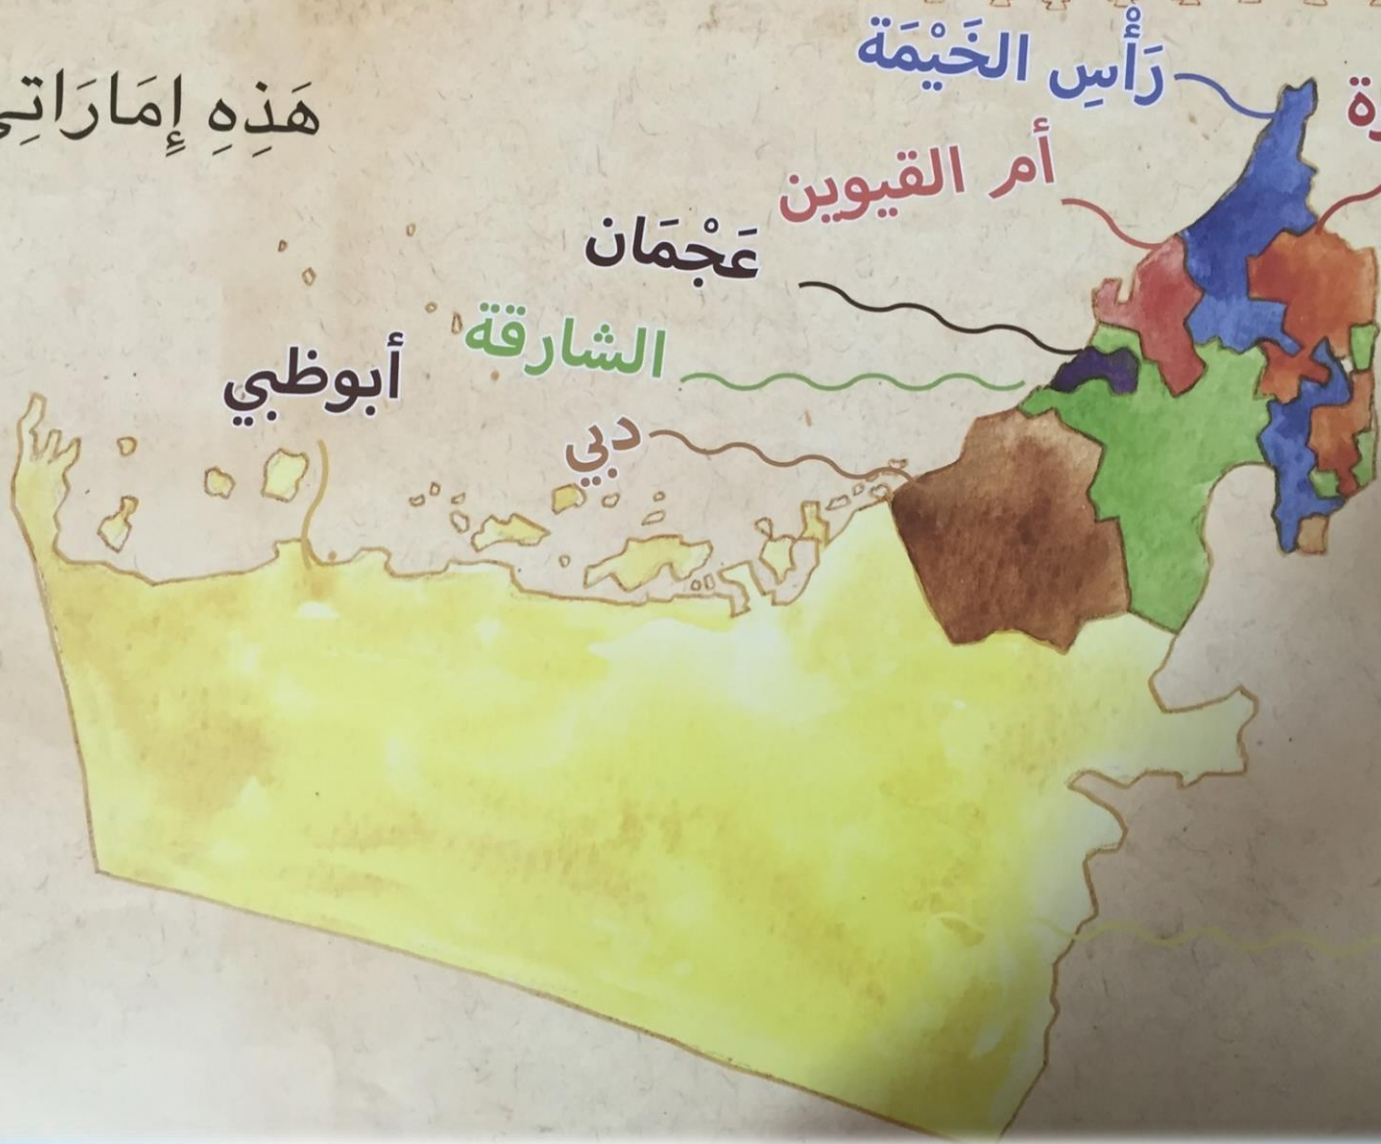 هَذِهِ إِمَارَاتِي
رَأْسِ الخَيْمَة
أم القيوين
عَجْمَان
الشارقة
أبوظبي
دبي